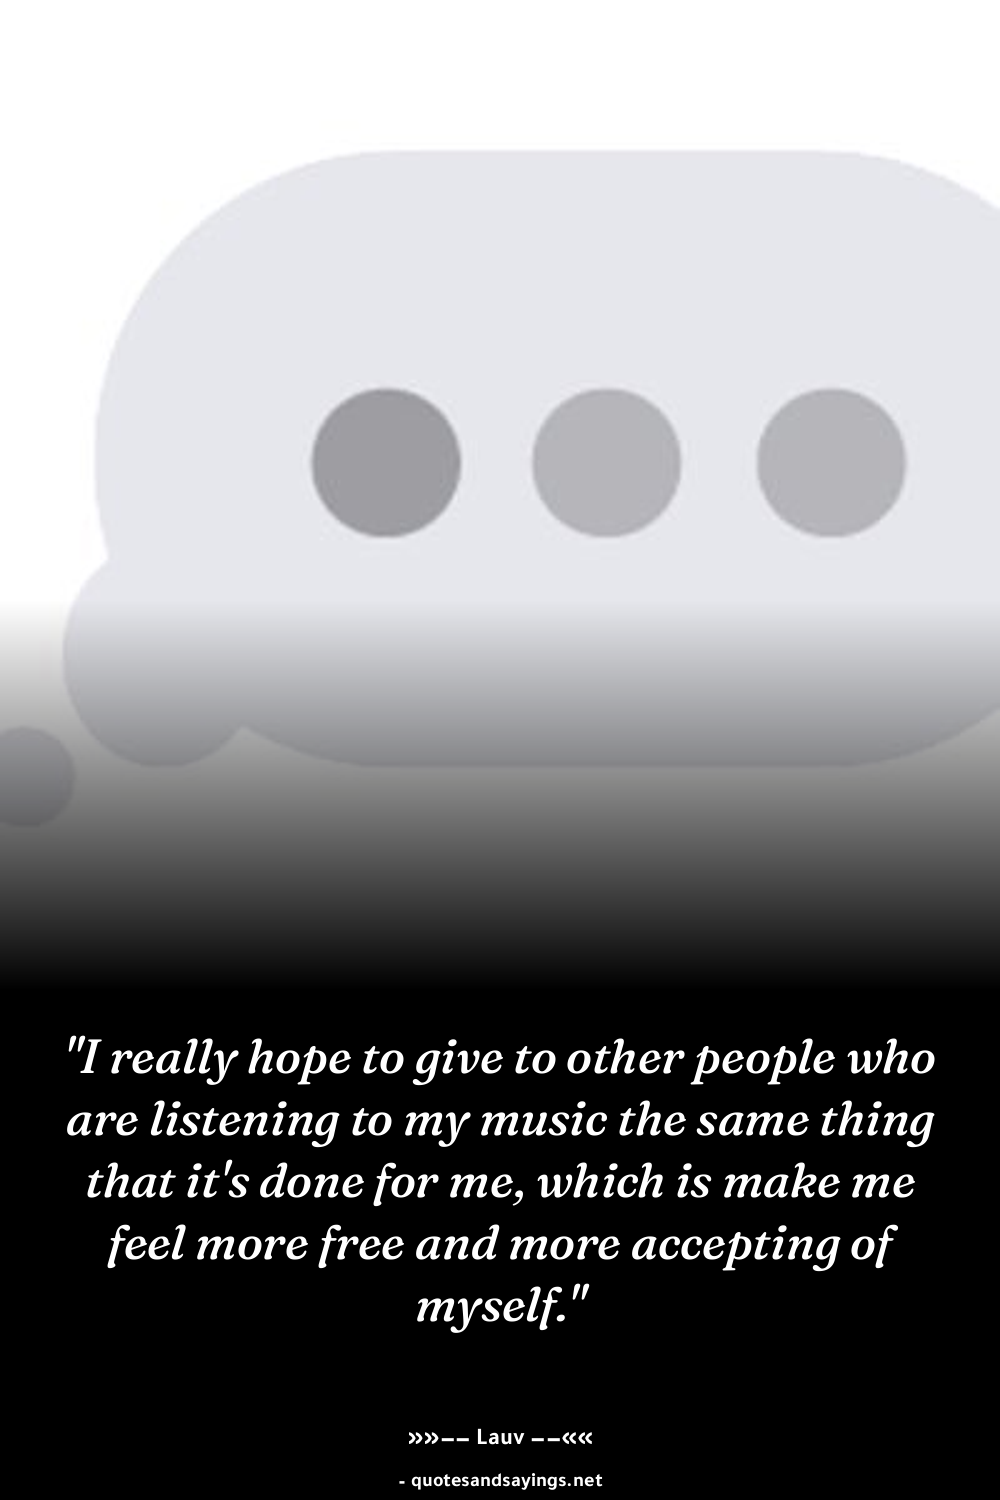 "I really hope to give to other people who
are listening to my music the same thing
that it's done for me, which is make me
feel more free and more accepting of
myself."
»»–– Lauv ––««
- quotesandsayings.net